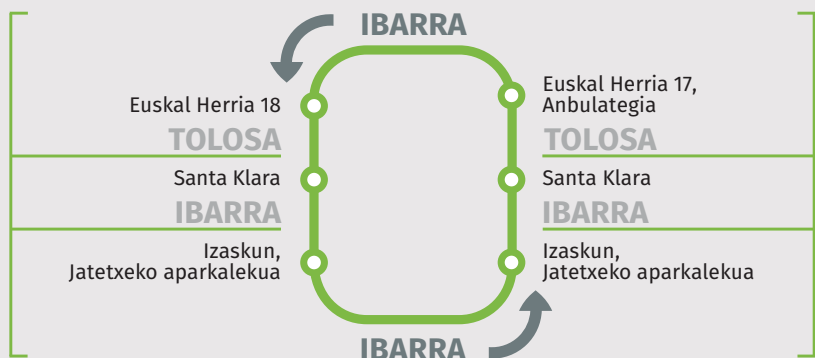 IBARRA
Euskal Herria 18
TOLOSA
Santa Klara
IBARRA
Izaskun,
Jatetxeko aparkalekua
Euskal Herria 17,
Anbulategia
TOLOSA
Santa Klara
IBARRA
Izaskun,
Jatetxeko aparkalekua
IBARRA